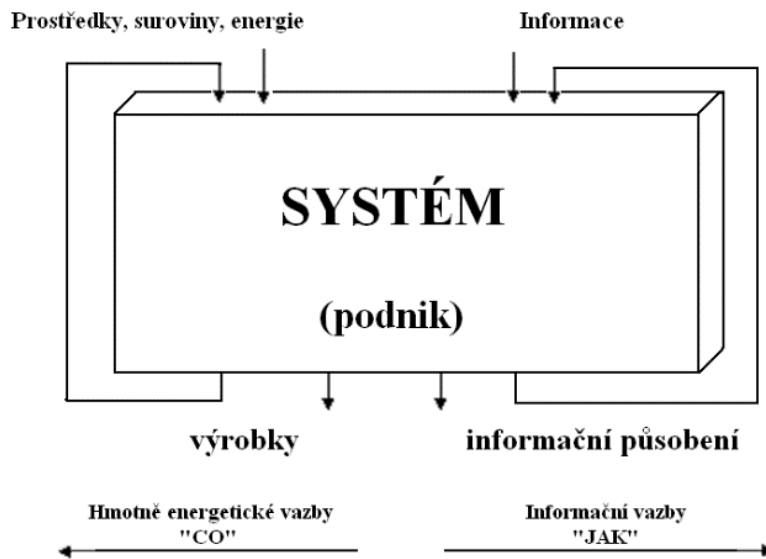 Prostředky, suroviny, energie
Informace
SYSTÉM
(podnik)
výrobky
informační působení
Hmotně energetické vazby
"CO"
Informační vazby
"JAK"